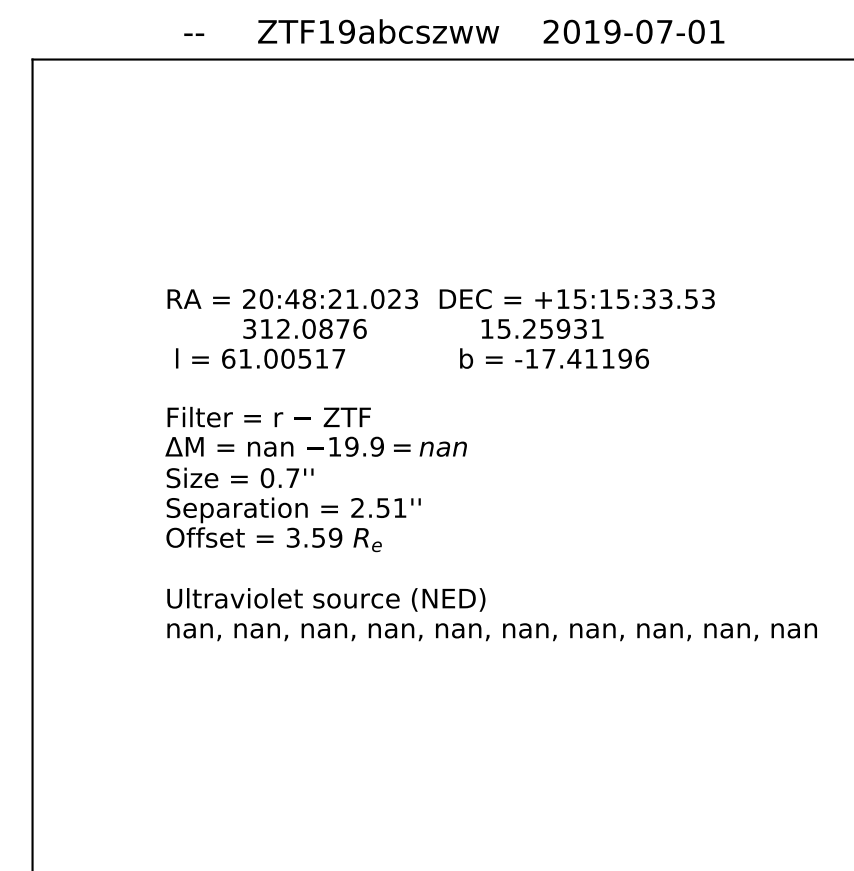 -- ZTF19abcszww 2019-07-01
RA = 20:48:21.023 DEC = +15:15:33.53
312.0876 15.25931
l = 61.00517 b = -17.41196
Filter = r − ZTF
ΔM = nan −19.9 = nan
Size = 0.7''
Separation = 2.51''
Offset = 3.59 Re
Ultraviolet source (NED)
nan, nan, nan, nan, nan, nan, nan, nan, nan, nan